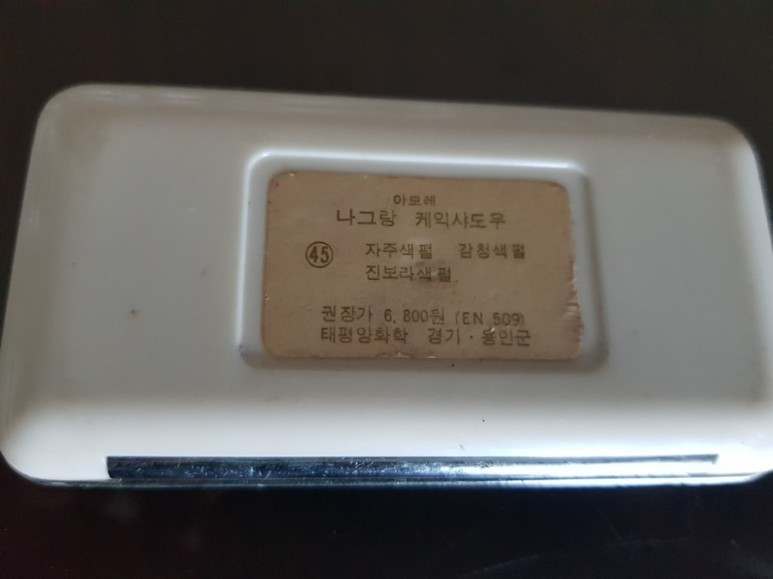 아모레
나그랑 케익샤도우
㊺ 자주색펄 감청색펄
진보라색펄
권장가 6,800원 (EN 509)
태평양화학 경기·용인군